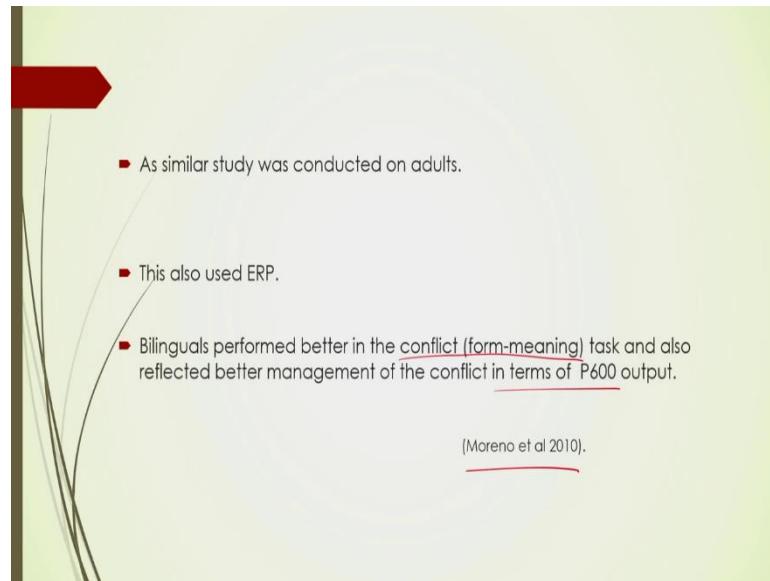 As similar study was conducted on adults.
This also used ERP.
Bilinguals performed better in the conflict (form-meaning) task and also
reflected better management of the conflict in terms of P600 output.
(Moreno et al 2010).